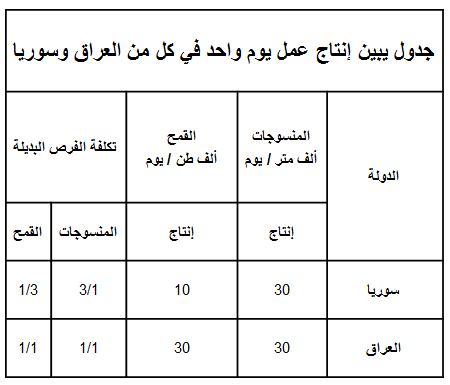 جدول يبين إنتاج عمل يوم واحد في كل من العراق وسوريا
الدولة
المنسوجات
ألف متر / يوم
القمح
ألف طن / يوم
تكلفة الفرص البديلة
إنتاج
إنتاج
المنسوجات
القمح
سوريا
30
10
3/1
1/3
العراق
30
30
1/1
1/1